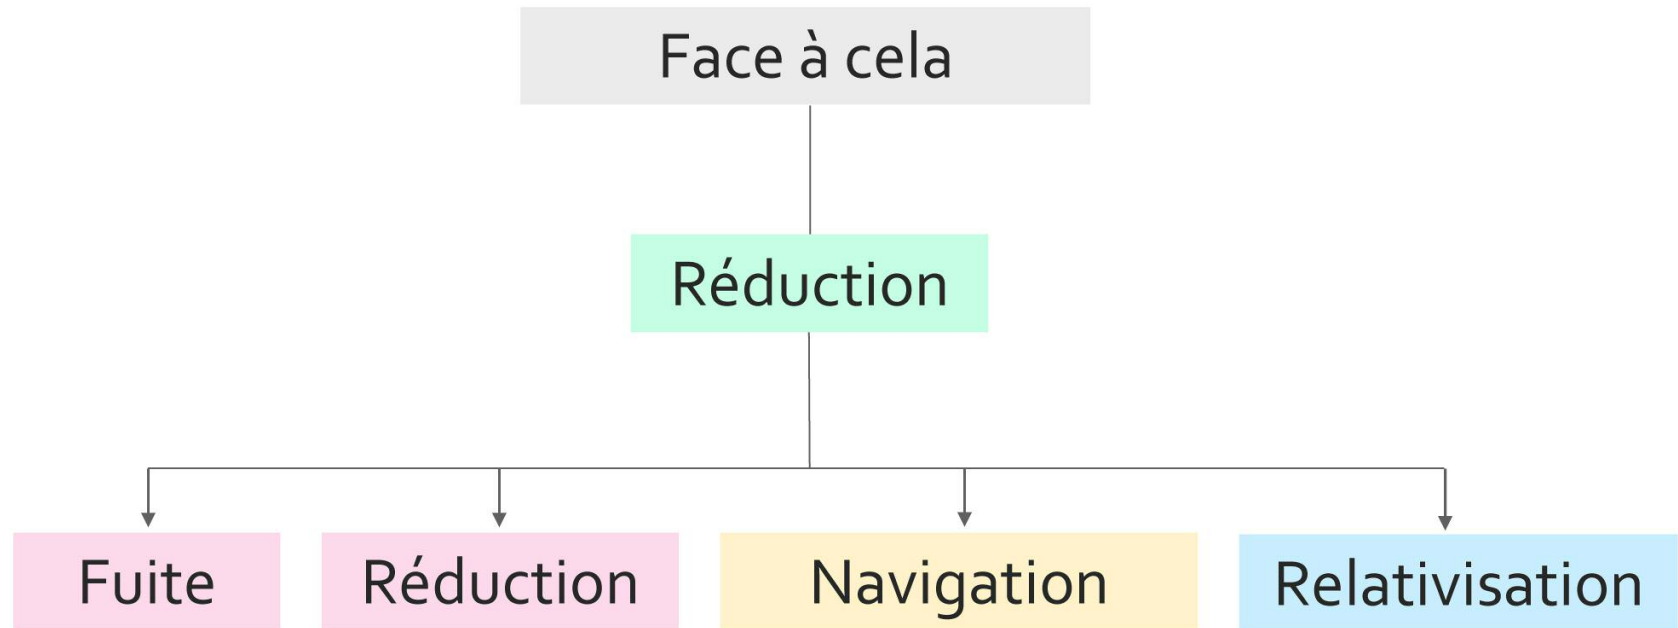 Face à cela
Réduction
Fuite
Réduction
Navigation
Relativisation